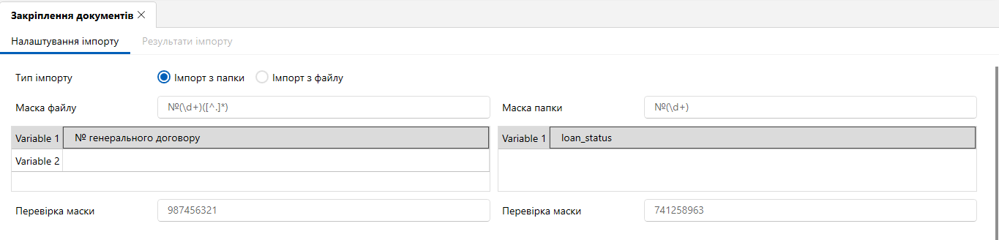 Закріплення документів
Налаштування імпорту Результати імпорту
Тип імпорту Імпорт з папки Імпорт з файлу
Маска файлу №(\d+)([^.]*) Маска папки №(\d+)
Variable 1 № генерального договору Variable 1 loan_status
Variable 2
Перевірка маски 987456321 Перевірка маски 741258963